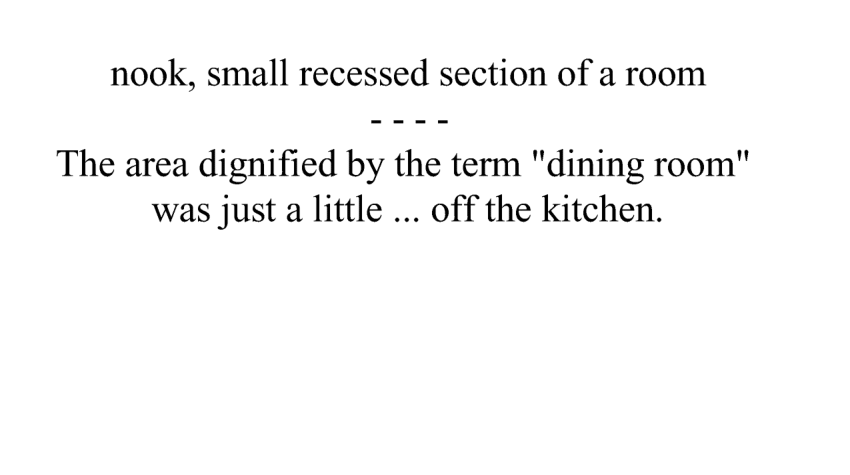 nook, small recessed section of a room
- - - -
The area dignified by the term "dining room"
was just a little ... off the kitchen.